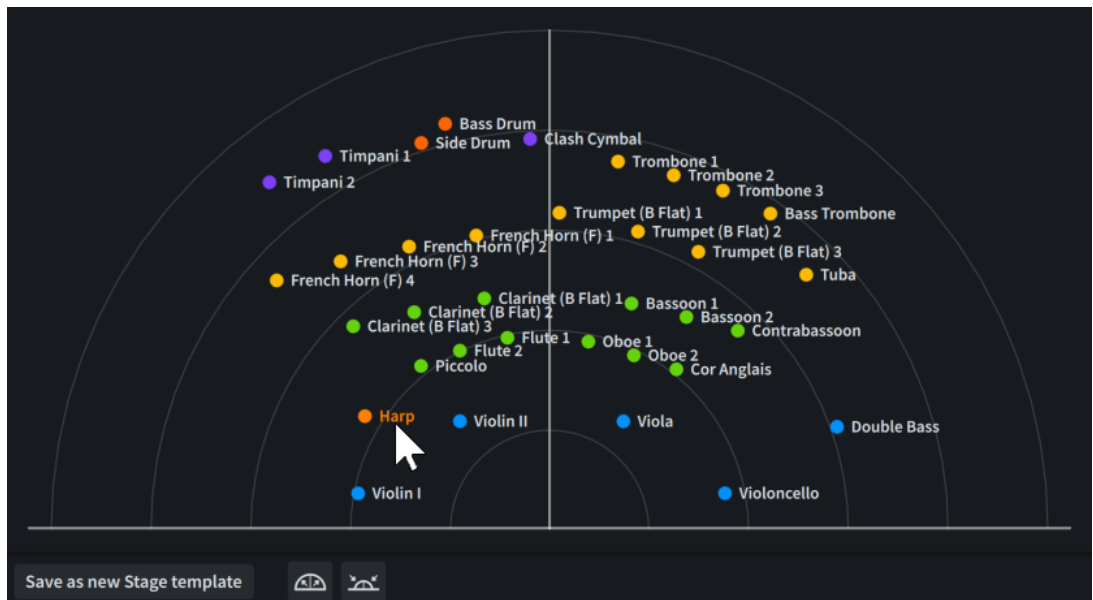 Bass Drum
Side Drum
Clash Cymbal
Timpani 1
Trombone 1
Trombone 2
Timpani 2
Trombone 3
Trumpet (B Flat) 1
Bass Trombone
French Horn (F) 1
Trumpet (B Flat) 2
French Horn (F) 2
Trumpet (B Flat) 3
French Horn (F) 3
Tuba
French Horn (F) 4
Clarinet (B Flat) 1
Bassoon 1
Clarinet (B Flat) 2
Bassoon 2
Clarinet (B Flat) 3
Contrabassoon
Flute 1
Oboe 1
Flute 2
Oboe 2
Piccolo
Cor Anglais
Harp
Violin II
Viola
Double Bass
Violin I
Violoncello
Save as new Stage template